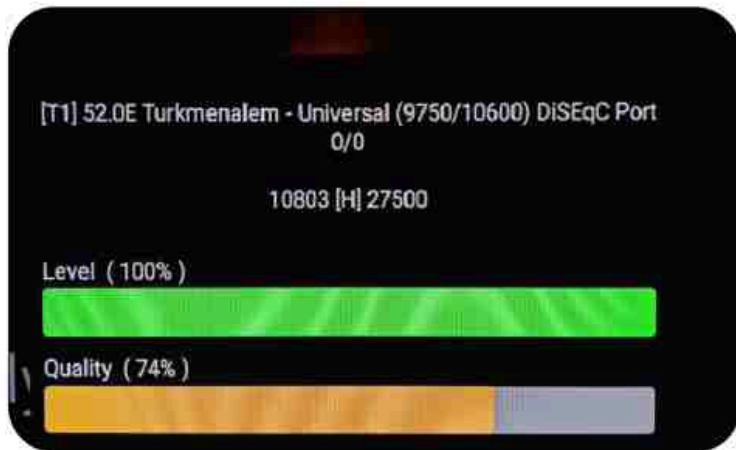 [T1] 52.0E Turkmenalem - Universal (9750/10600) DiSEqC Port
0/0
10803 [H] 27500
Level ( 100% )
Quality ( 74% )